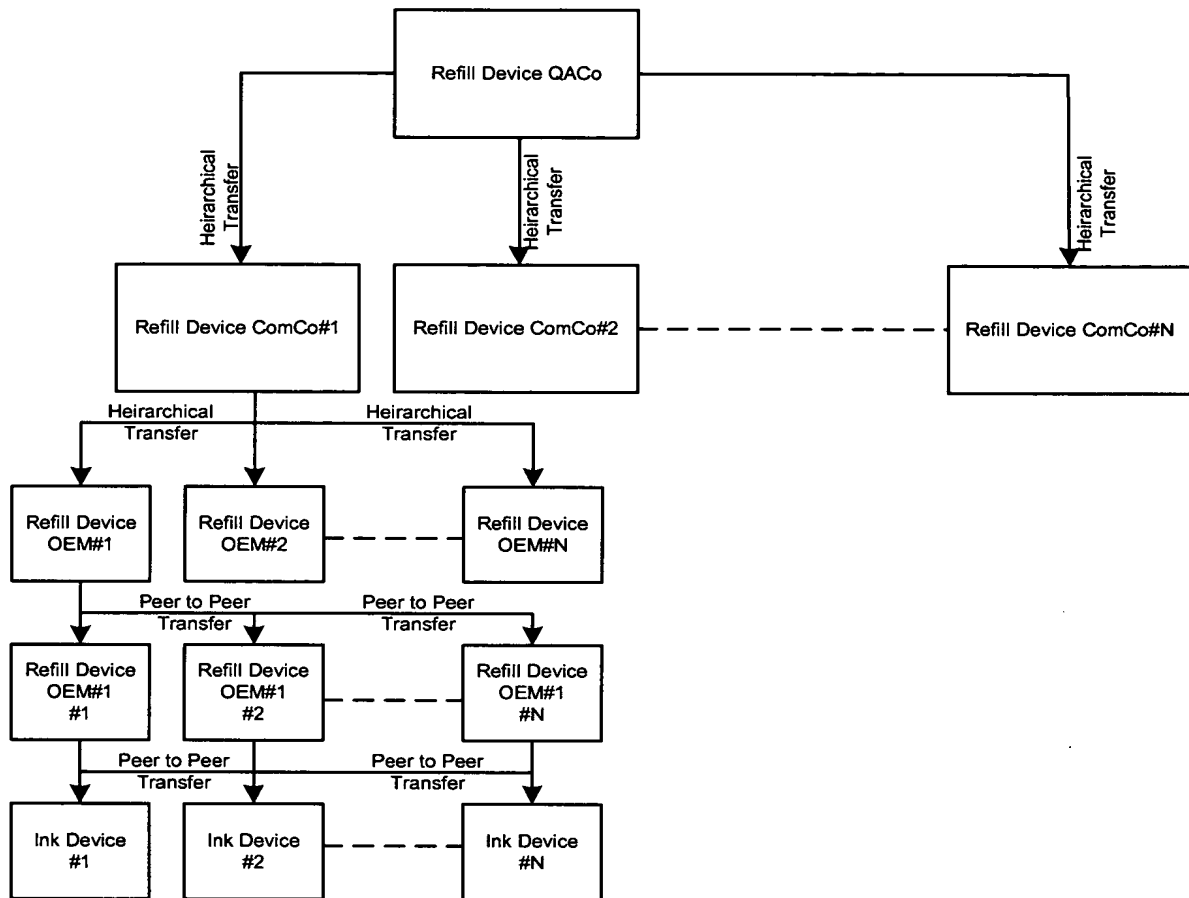 Refill Device QACo
Heirarchical
Transfer
Heirarchical
Transfer
Heirarchical
Transfer
Refill Device ComCo#1
Refill Device ComCo#2
Refill Device ComCo#N
Heirarchical
Transfer
Heirarchical
Transfer
Refill Device
OEM#1
Refill Device
OEM#2
Refill Device
OEM#N
Peer to Peer
Transfer
Peer to Peer
Transfer
Refill Device
OEM#1
#1
Refill Device
OEM#1
#2
Refill Device
OEM#1
#N
Peer to Peer
Transfer
Peer to Peer
Transfer
Ink Device
#1
Ink Device
#2
Ink Device
#N